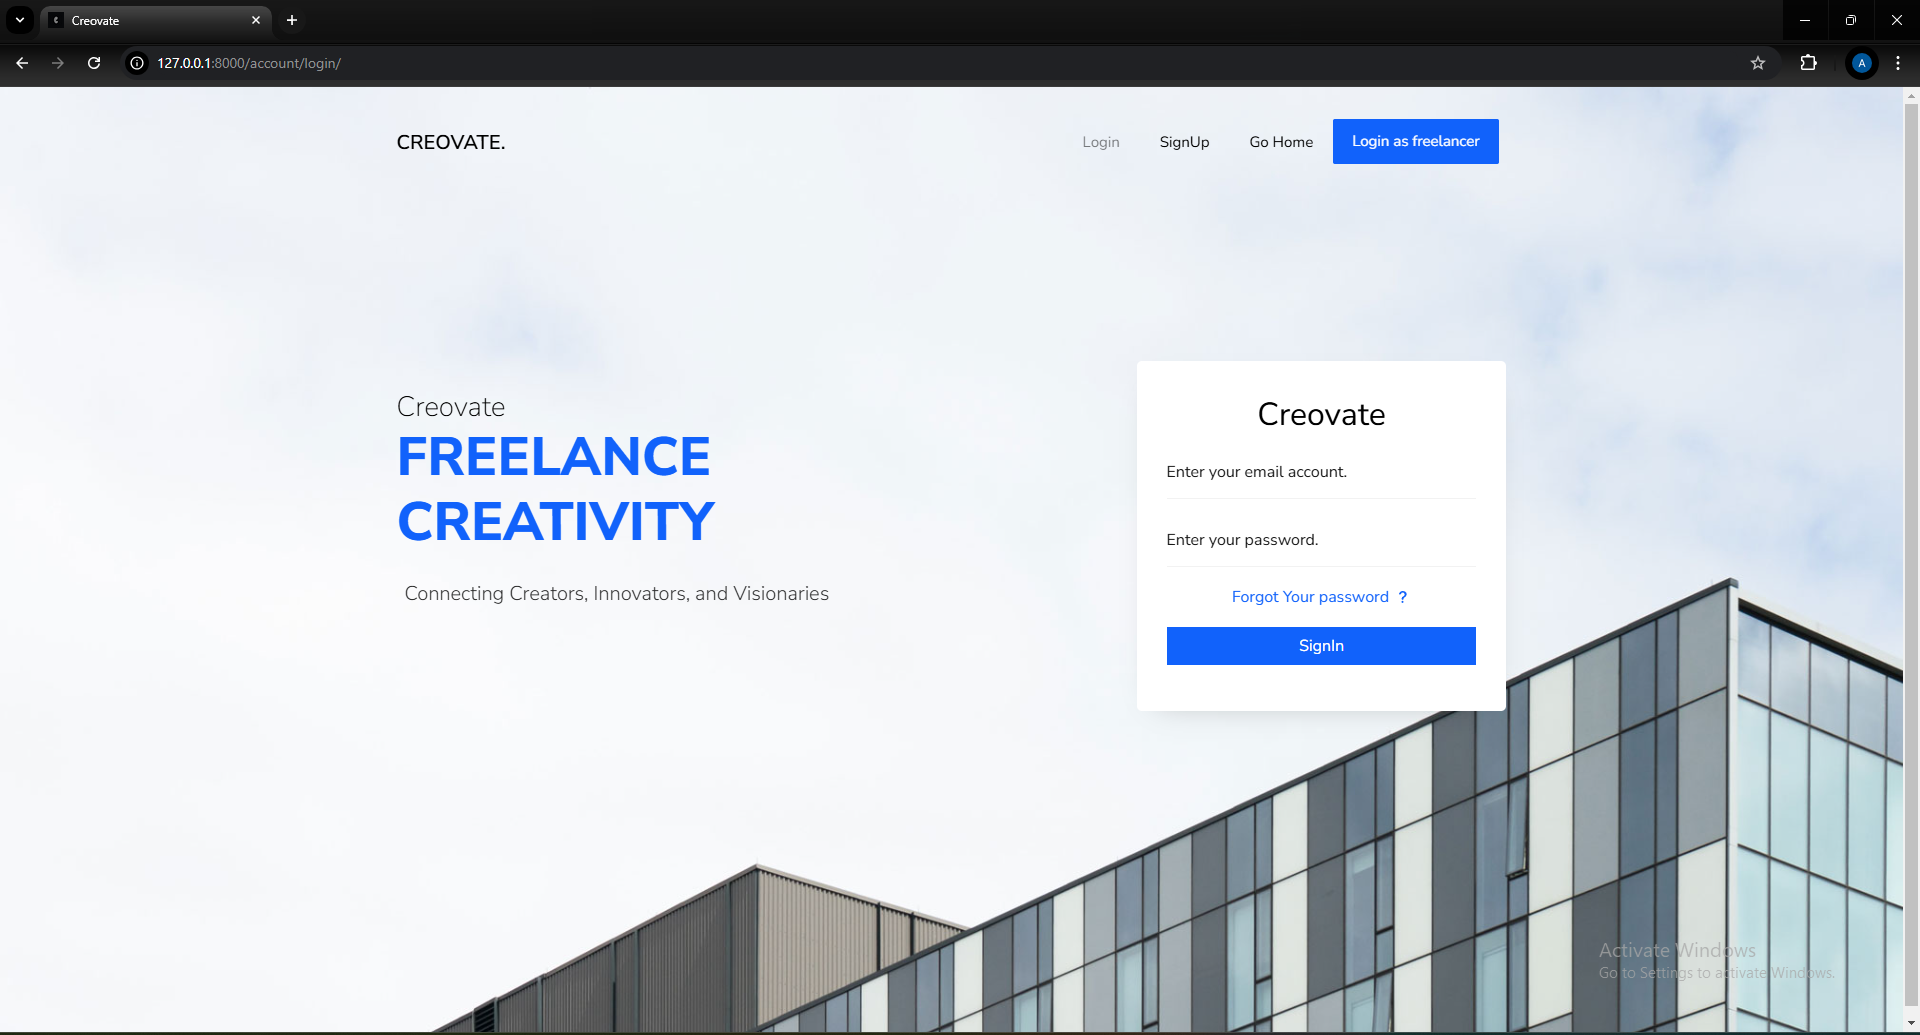 Creovate
127.0.0.1:8000/account/login/
A
CREOVATE.
Login
SignUp
Go Home
Login as freelancer
Creovate
FREELANCE
CREATIVITY
Connecting Creators, Innovators, and Visionaries
Creovate
Enter your email account.
Enter your password.
Forgot Your password ?
SignIn
Activate Windows
Go to Settings to activate Windows.